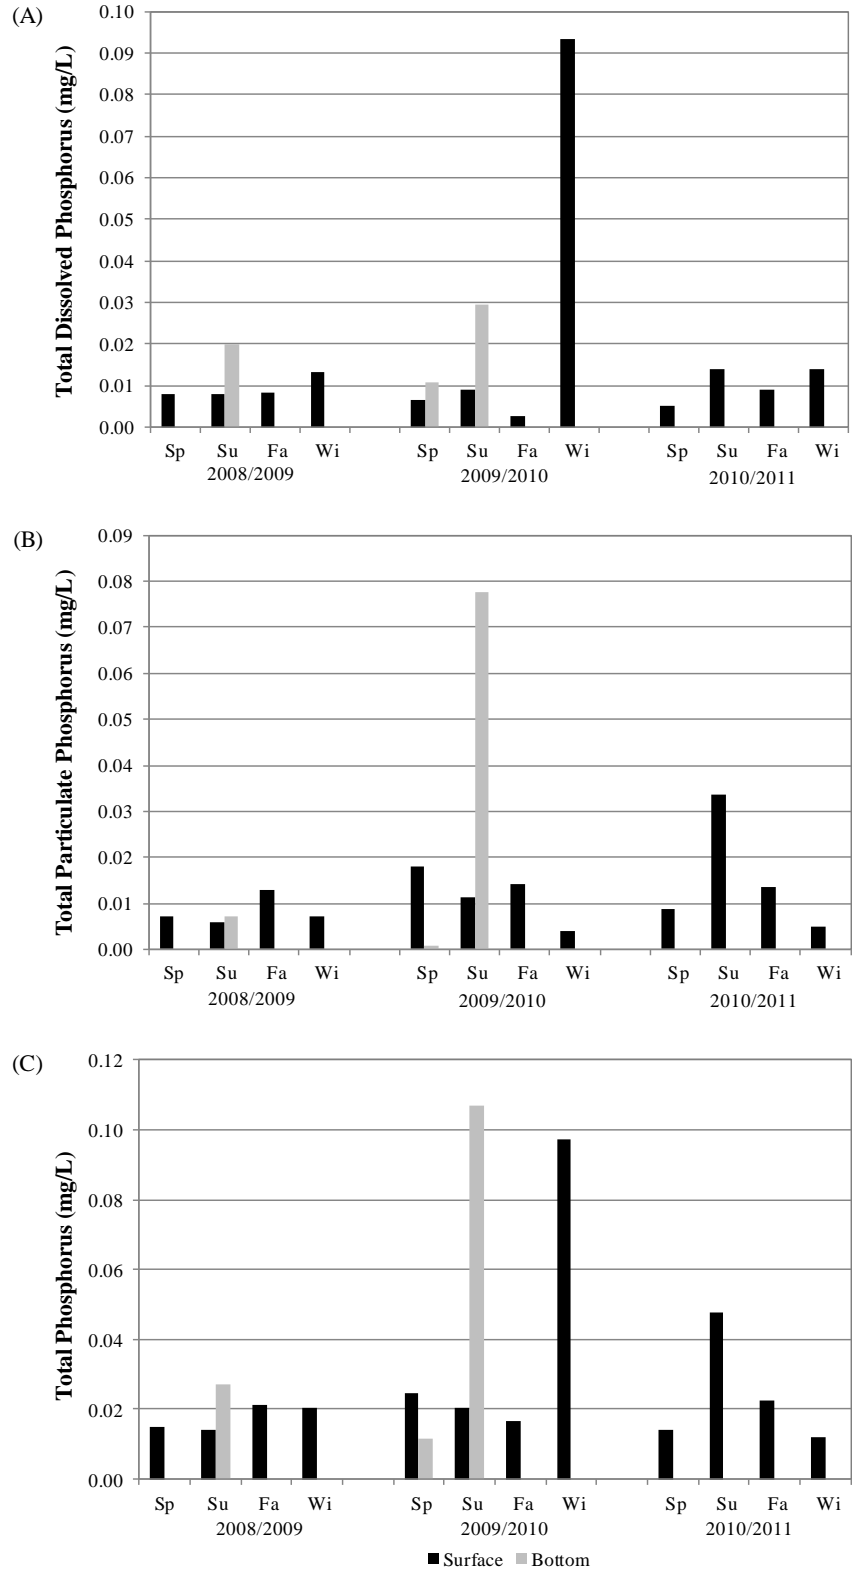 (A)
Total Dissolved Phosphorus (mg/L)
0.10
0.09
0.08
0.07
0.06
0.05
0.04
0.03
0.02
0.01
0.00
Sp Su Fa Wi Sp Su Fa Wi Sp Su Fa Wi
2008/2009 2009/2010 2010/2011
(B)
Total Particulate Phosphorus (mg/L)
0.09
0.08
0.07
0.06
0.05
0.04
0.03
0.02
0.01
0.00
Sp Su Fa Wi Sp Su Fa Wi Sp Su Fa Wi
2008/2009 2009/2010 2010/2011
(C)
Total Phosphorus (mg/L)
0.12
0.10
0.08
0.06
0.04
0.02
0.00
Sp Su Fa Wi Sp Su Fa Wi Sp Su Fa Wi
2008/2009 2009/2010 2010/2011
Surface Bottom